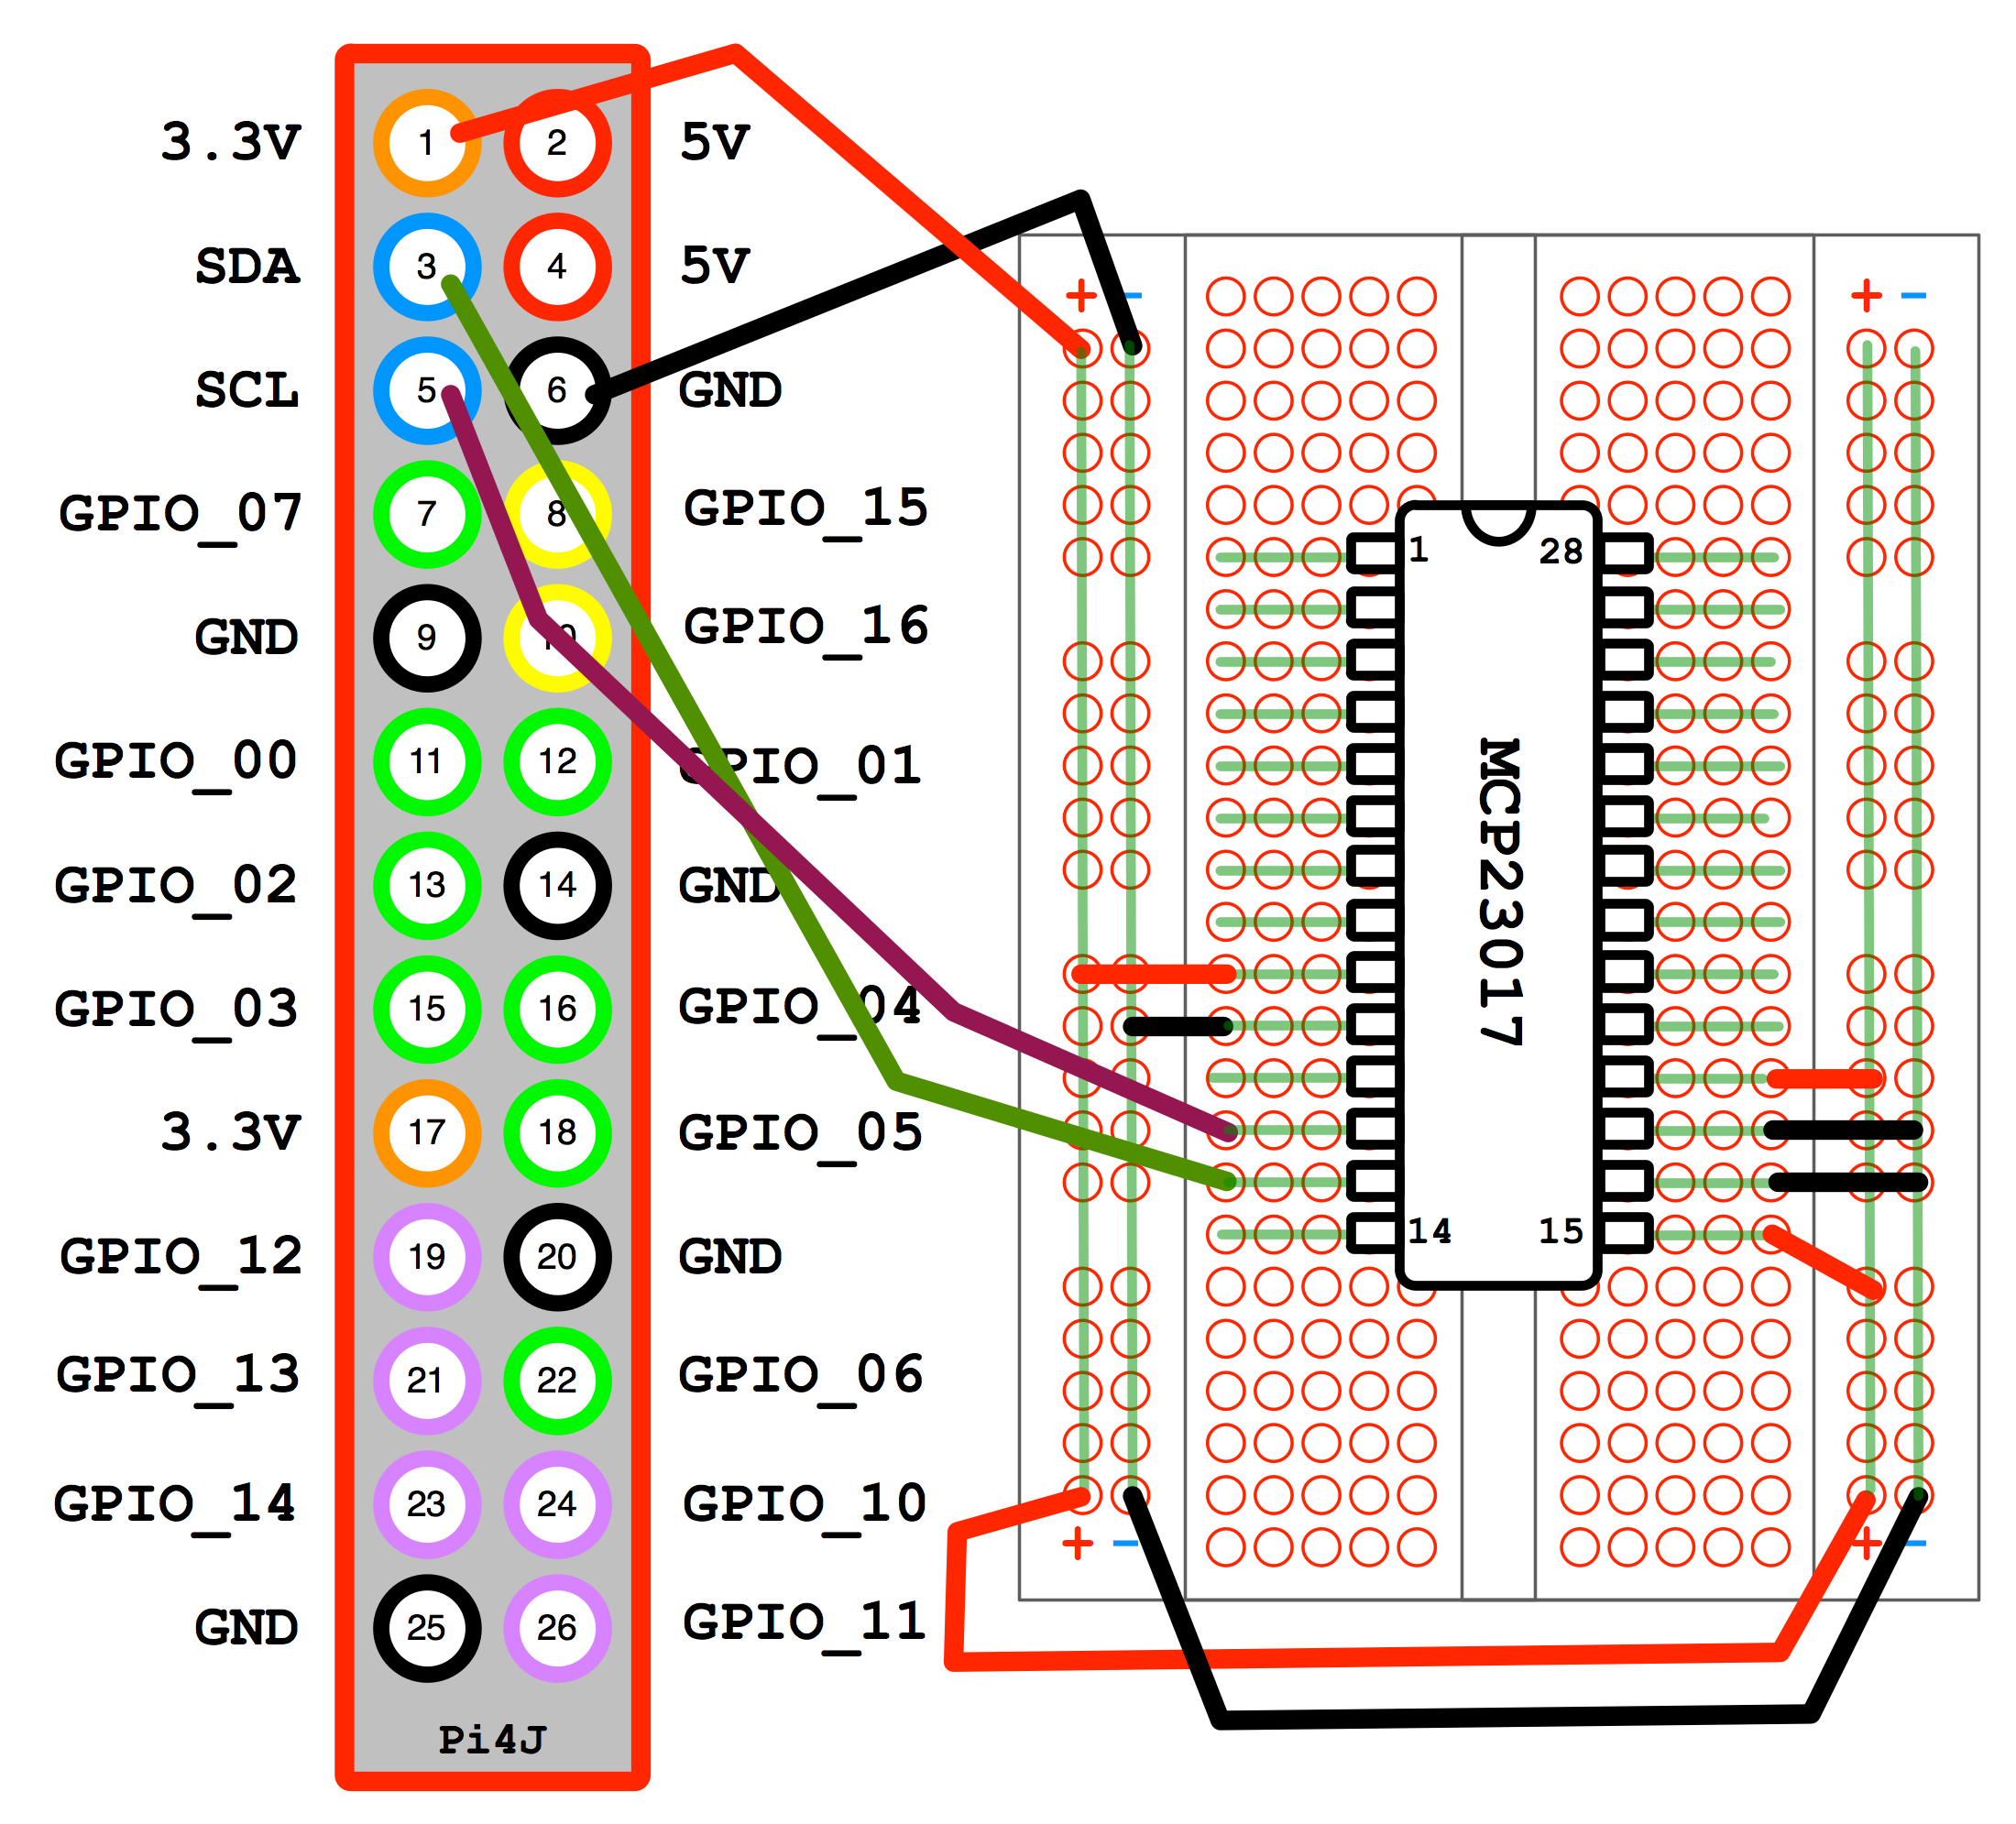 3.3V 1 2 5V
SDA 3 4 5V
SCL 5 6 GND
GPIO_07 7 8 GPIO_15
GND 9 10 GPIO_16
GPIO_00 11 12 GPIO_01
GPIO_02 13 14 GND
GPIO_03 15 16 GPIO_04
3.3V 17 18 GPIO_05
GPIO_12 19 20 GND
GPIO_13 21 22 GPIO_06
GPIO_14 23 24 GPIO_10
GND 25 26 GPIO_11
Pi4J
+ − + −
1 28
MCP23017
14 15
+ − + −